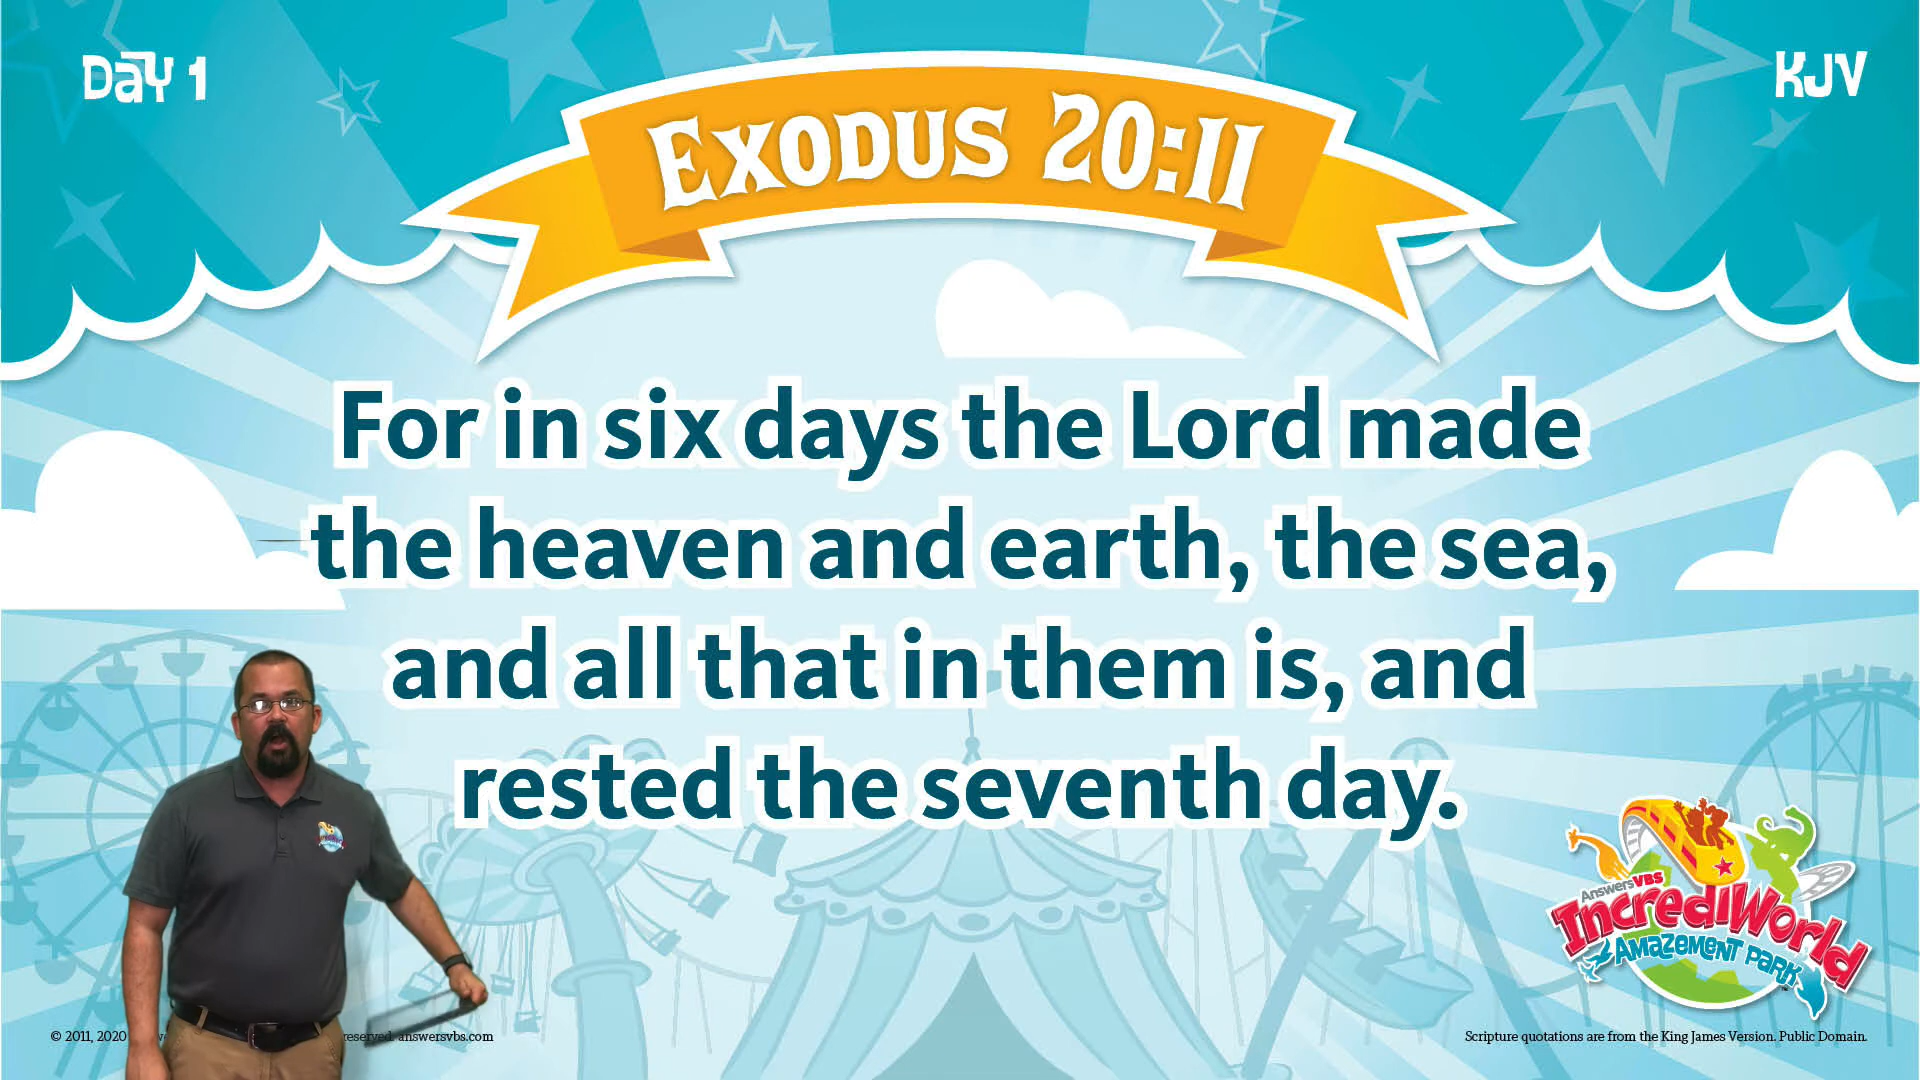 Day 1
KJV
Exodus 20:11
For in six days the Lord made
the heaven and earth, the sea,
and all that in them is, and
rested the seventh day.
AnswersVBS
IncrediWorld
Amazement Park
© 2011, 2020
reserved. answersvbs.com
Scripture quotations are from the King James Version. Public Domain.